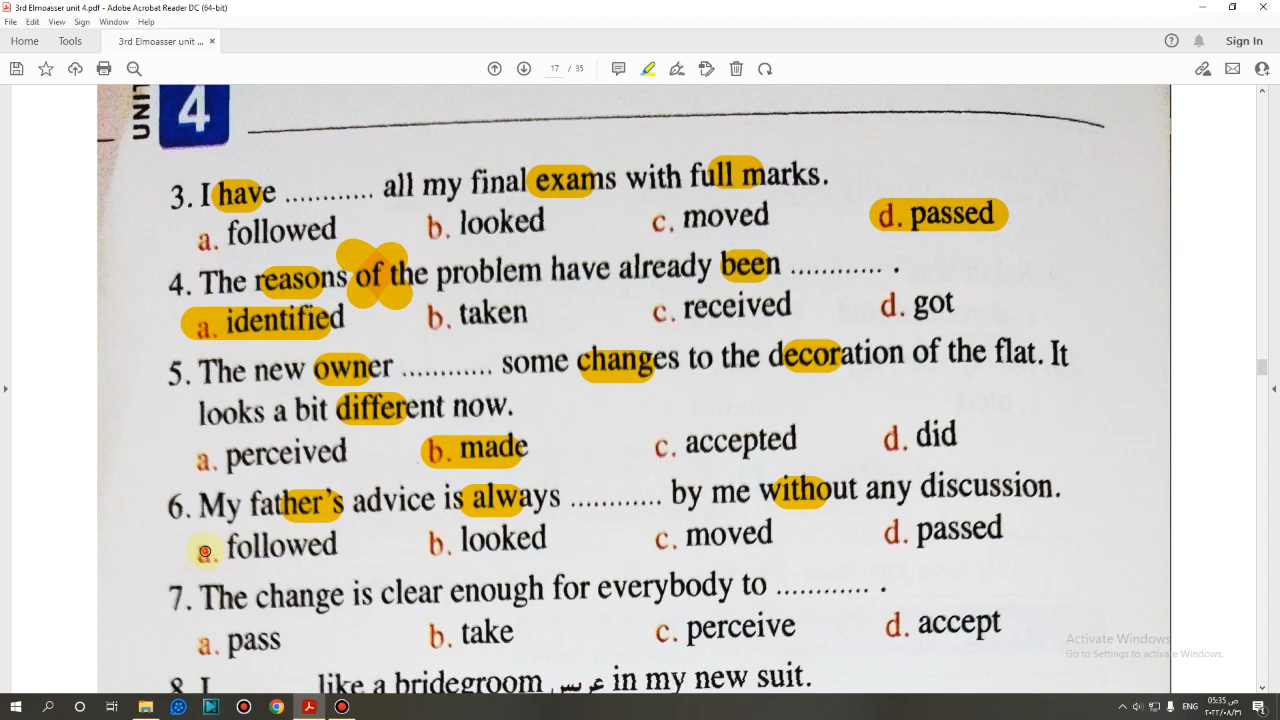 3rd Elmoasser unit 4.pdf - Adobe Acrobat Reader DC (64-bit)
File Edit View Sign Window Help
Home Tools 3rd Elmoasser unit ... × Sign In
17 / 35
UNIT
4
3. I have ............ all my final exams with full marks.
a. followed b. looked c. moved d. passed
4. The reasons of the problem have already been ............ .
a. identified b. taken c. received d. got
5. The new owner ............ some changes to the decoration of the flat. It
looks a bit different now.
a. perceived b. made c. accepted d. did
6. My father's advice is always ............ by me without any discussion.
a. followed b. looked c. moved d. passed
7. The change is clear enough for everybody to ............ .
a. pass b. take c. perceive d. accept
8. I like a bridegroom عريس in my new suit.
Activate Windows
Go to Settings to activate Windows.
ENG 05:35 ص
٢٠٢٢/٠٨/٣١